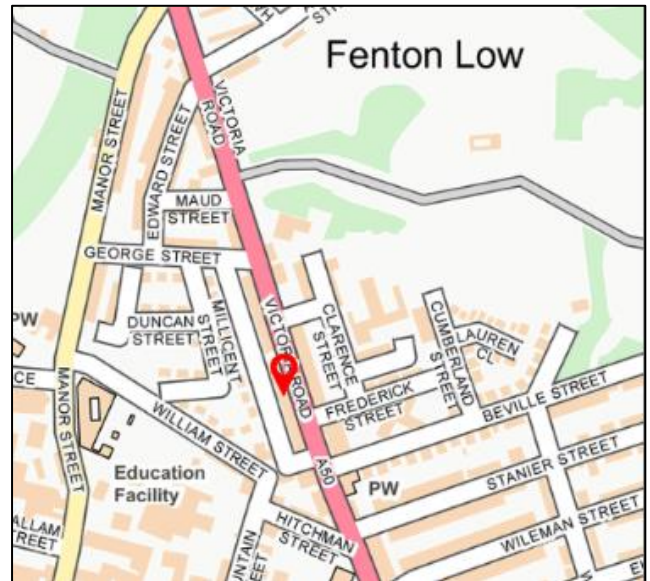 Fenton Low
VICTORIA
ROAD
MANOR STREET
EDWARD STREET
MAUD
STREET
GEORGE STREET
DUNCAN
STREET
MILLICENT
STREET
CLARENCE
STREET
CUMBERLAND
STREET
LAUREN
CL
FREDERICK
STREET
BEVILLE STREET
PW
CE
MANOR STREET
WILLIAM STREET
A50
PW
STANIER STREET
Education
Facility
HITCHMAN
STREET
WILEMAN STREET
ALLAM
REET